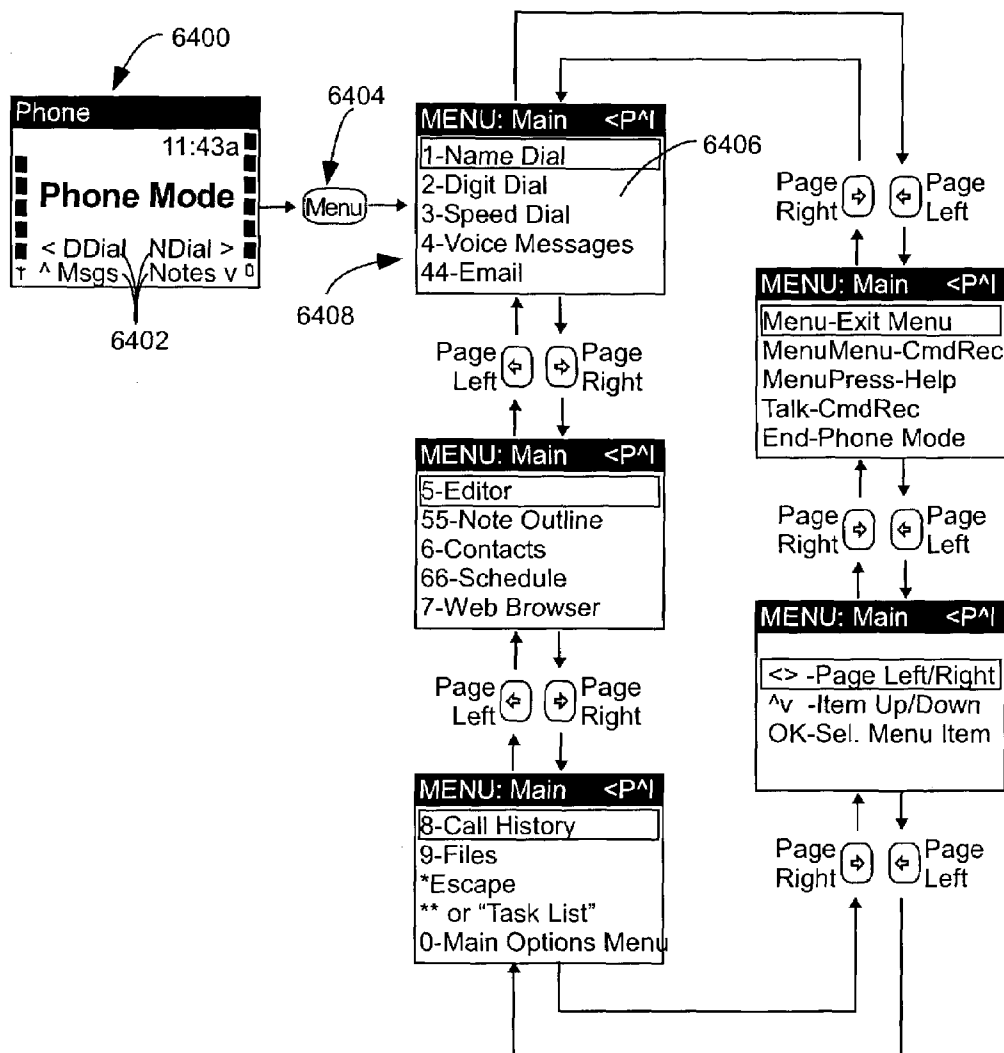 6400
Phone
11:43a
Phone Mode
< DDial NDial >
^ Msgs Notes v
6402
6404
Menu
MENU: Main <P^I
1-Name Dial
2-Digit Dial
3-Speed Dial
4-Voice Messages
44-Email
6406
6408
Page Left
Page Right
MENU: Main <P^I
5-Editor
55-Note Outline
6-Contacts
66-Schedule
7-Web Browser
Page Left
Page Right
MENU: Main <P^I
8-Call History
9-Files
*Escape
** or “Task List”
0-Main Options Menu
Page Right
Page Left
MENU: Main <P^I
Menu-Exit Menu
MenuMenu-CmdRec
MenuPress-Help
Talk-CmdRec
End-Phone Mode
Page Right
Page Left
MENU: Main <P^I
<> -Page Left/Right
^v -Item Up/Down
OK-Sel. Menu Item
Page Right
Page Left